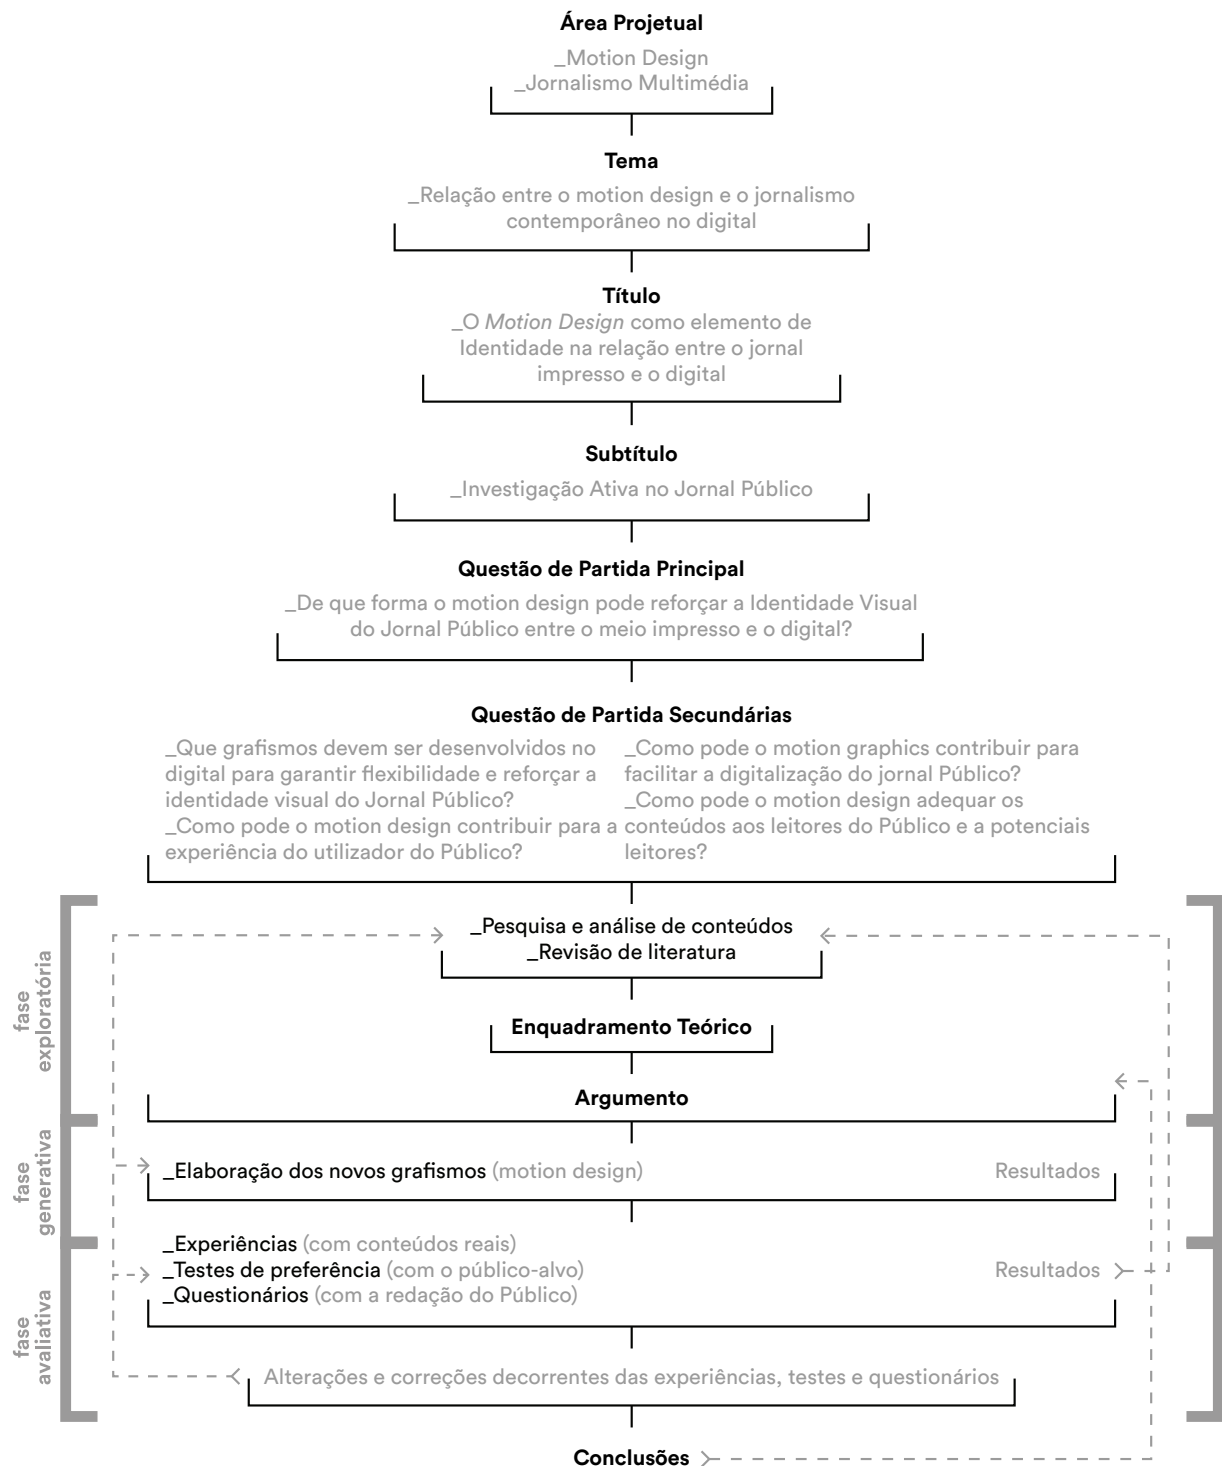 Área Projetual
_Motion Design
_Jornalismo Multimédia
Tema
_Relação entre o motion design e o jornalismo
contemporâneo no digital
Título
_O Motion Design como elemento de
Identidade na relação entre o jornal
impresso e o digital
Subtítulo
_Investigação Ativa no Jornal Público
Questão de Partida Principal
_De que forma o motion design pode reforçar a Identidade Visual
do Jornal Público entre o meio impresso e o digital?
Questão de Partida Secundárias
_Que grafismos devem ser desenvolvidos no
digital para garantir flexibilidade e reforçar a
identidade visual do Jornal Público?
_Como pode o motion design contribuir para a
experiência do utilizador do Público?
_Como pode o motion graphics contribuir para
facilitar a digitalização do jornal Público?
_Como pode o motion design adequar os
conteúdos aos leitores do Público e a potenciais
leitores?
fase
exploratória
_Pesquisa e análise de conteúdos
_Revisão de literatura
Enquadramento Teórico
Argumento
fase
generativa
_Elaboração dos novos grafismos (motion design)
Resultados
fase
avaliativa
_Experiências (com conteúdos reais)
_Testes de preferência (com o público-alvo)
_Questionários (com a redação do Público)
Resultados
Alterações e correções decorrentes das experiências, testes e questionários
Conclusões